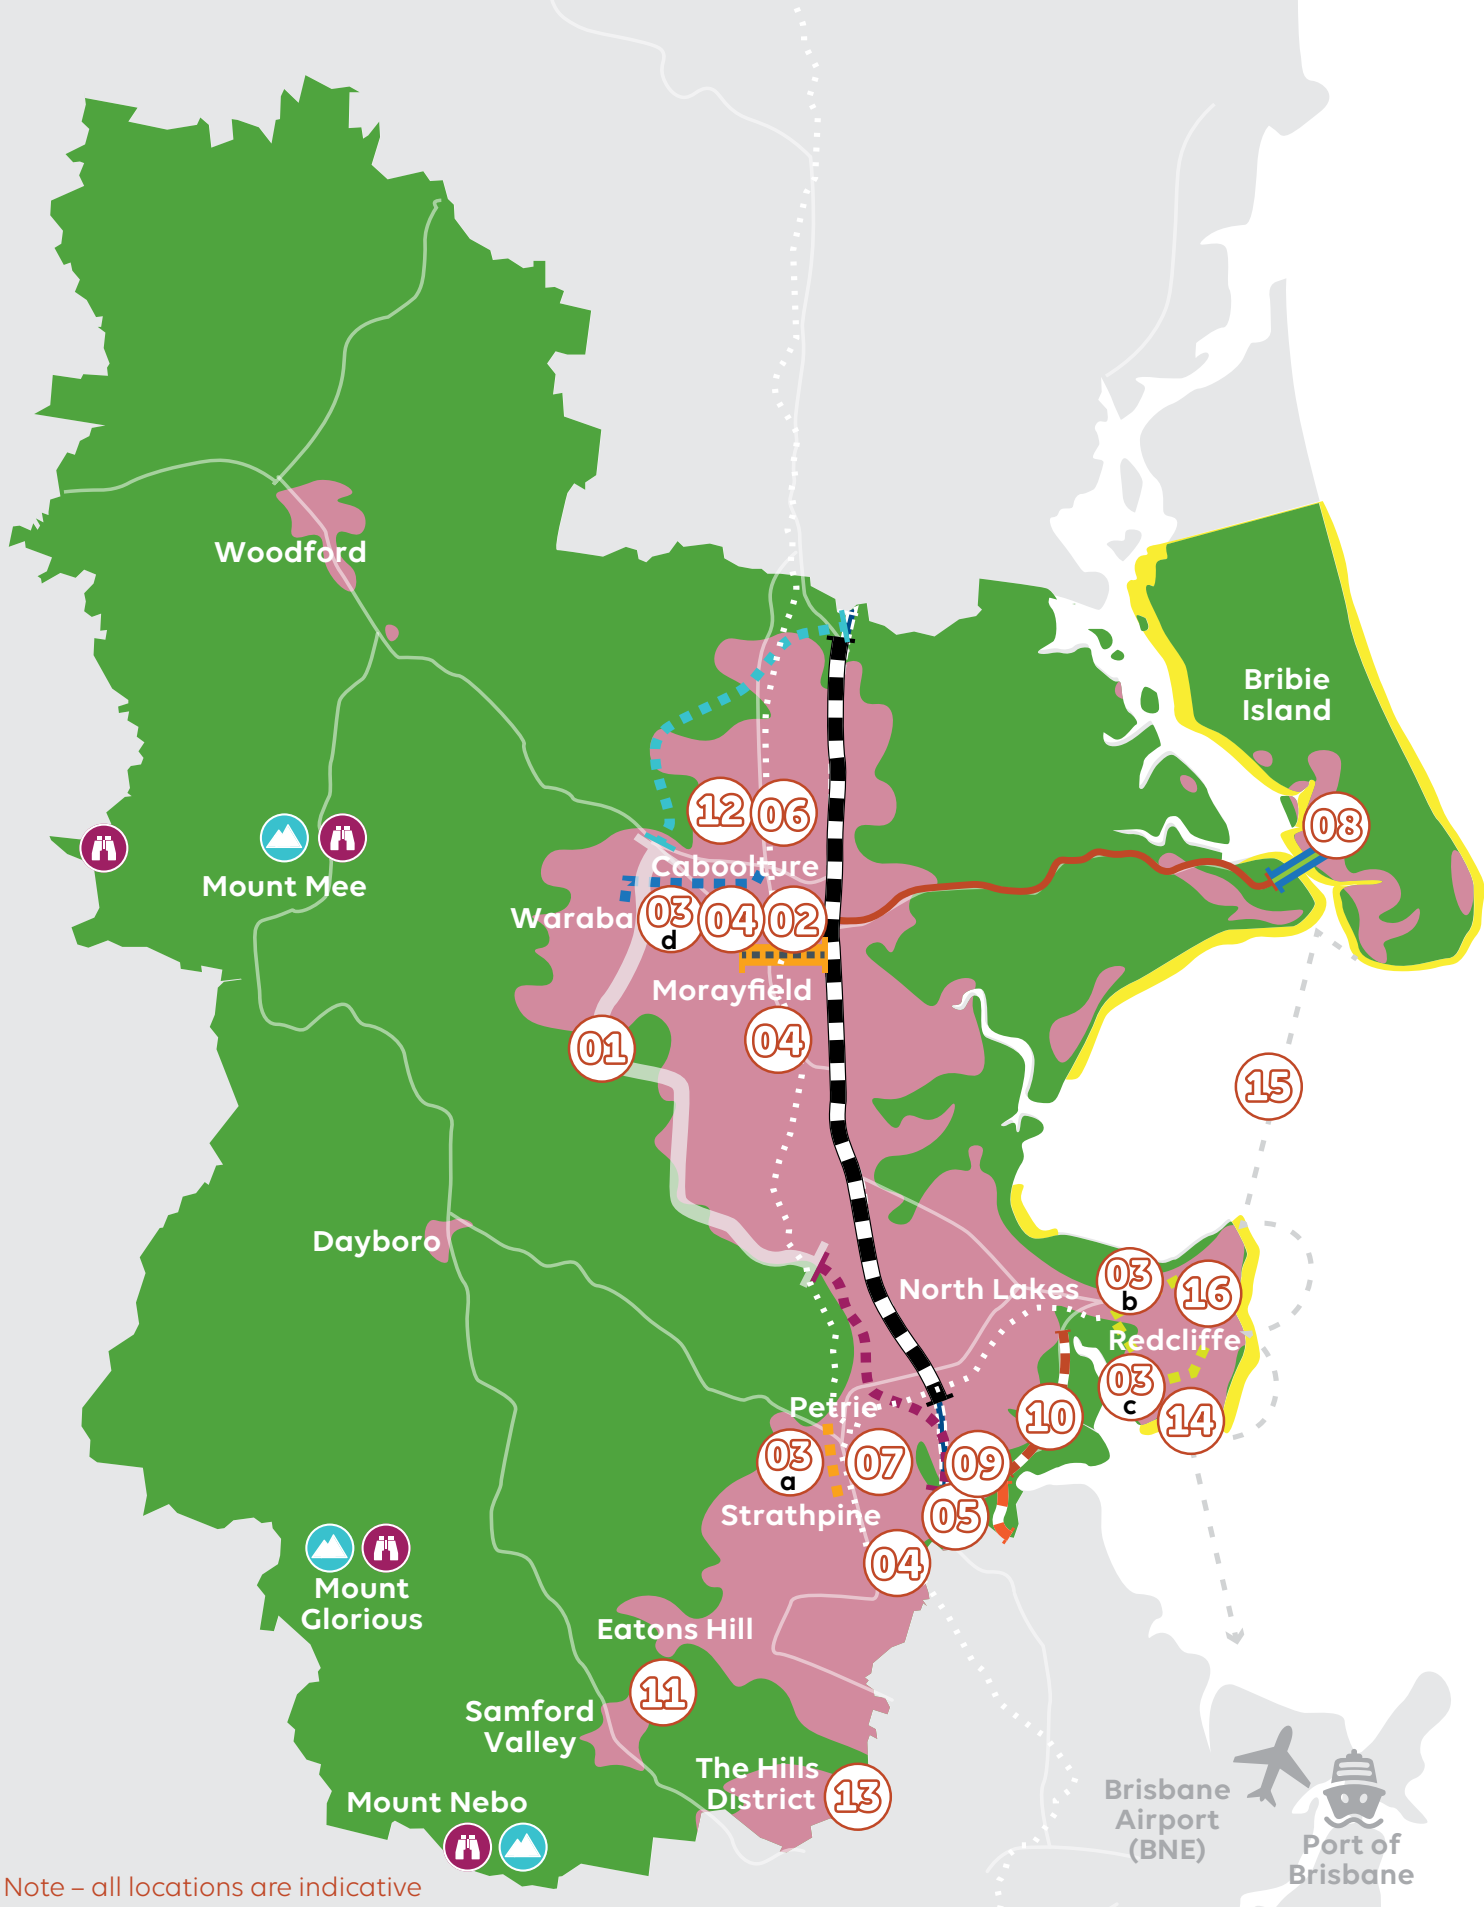 Woodford
Bribie
Island
08
12
06
Caboolture
Mount Mee
Waraba
03
d
04
02
Morayfield
01
04
15
Dayboro
North Lakes
03
b
16
Redcliffe
03
c
14
Petrie
10
03
a
07
09
Strathpine
05
04
Mount
Glorious
Eatons Hill
11
Samford
Valley
The Hills
District
13
Mount Nebo
Brisbane
Airport
(BNE)
Port of
Brisbane
Note – all locations are indicative